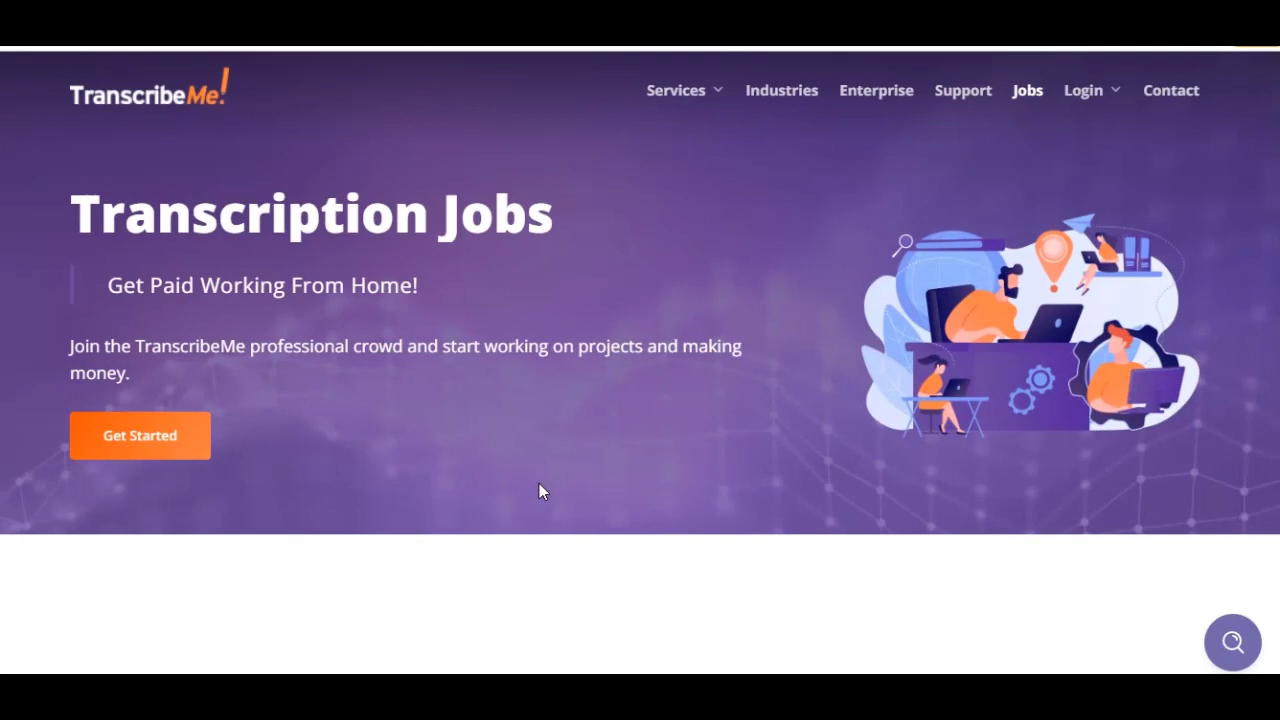 TranscribeMe!
Services Industries Enterprise Support Jobs Login Contact
Transcription Jobs
Get Paid Working From Home!
Join the TranscribeMe professional crowd and start working on projects and making
money.
Get Started